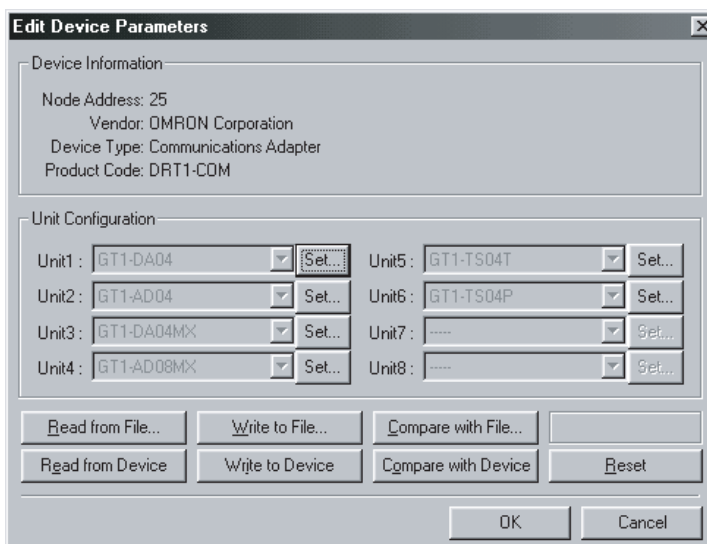 Edit Device Parameters
Device Information
Node Address: 25
Vendor: OMRON Corporation
Device Type: Communications Adapter
Product Code: DRT1-COM
Unit Configuration
Unit1 : GT1-DA04 Set... Unit5 : GT1-TS04T Set...
Unit2 : GT1-AD04 Set... Unit6 : GT1-TS04P Set...
Unit3 : GT1-DA04MX Set... Unit7 : ----- Set...
Unit4 : GT1-AD08MX Set... Unit8 : ----- Set...
Read from File... Write to File... Compare with File...
Read from Device Write to Device Compare with Device Reset
OK Cancel